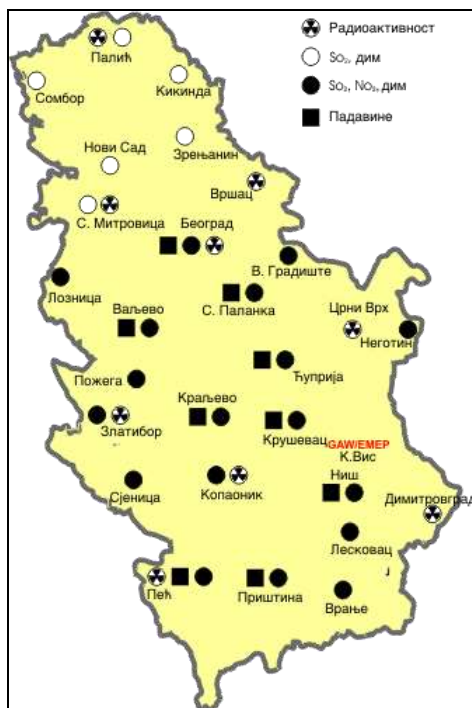 Радиоактивност
So₂, дим
So₂, No₂, дим
Падавине
Палић
Сомбор
Кикинда
Нови Сад
Зрењанин
Вршац
С. Митровица
Београд
В. Градиште
Лозница
Ваљево
С. Паланка
Црни Врх
Неготин
Пожега
Ћуприја
Краљево
Златибор
Крушевац
GAW/EMEP
К.Вис
Ниш
Сјеница
Копаоник
Димитровград
Лесковац
Ј
Пећ
Приштина
Врање